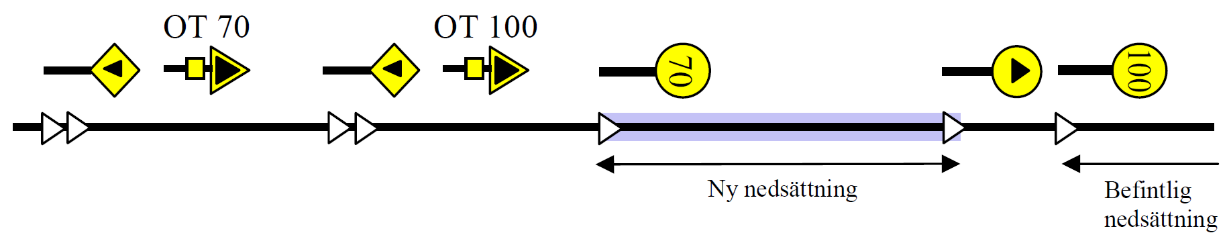 OT 70
OT 100
70
100
Ny nedsättning
Befintlig
nedsättning